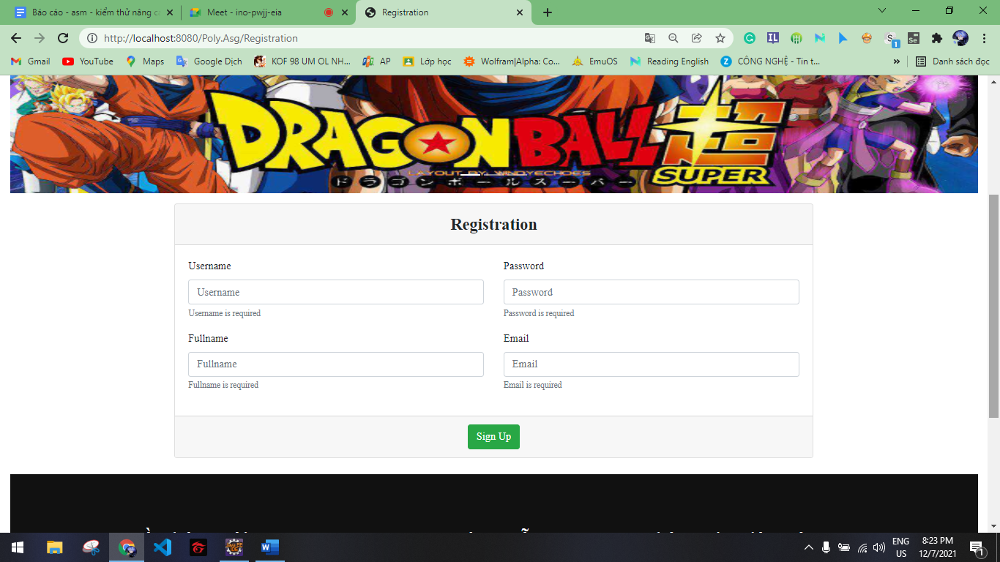 Báo cáo - asm - kiểm thử nâng c
Meet - ino-pwjj-eia
Registration
http://localhost:8080/Poly.Asg/Registration
Gmail
YouTube
Maps
Google Dịch
KOF 98 UM OL NH...
AP
Lớp học
Wolfram|Alpha: Co...
EmuOS
Reading English
CÔNG NGHỆ - Tin t...
»
Danh sách đọc
DRAGON BALL 超
SUPER
LAYOUT BY: WINDYECHOES
ドラゴンボールスーパー
Registration
Username
Password
Username
Password
Username is required
Password is required
Fullname
Email
Fullname
Email
Fullname is required
Email is required
Sign Up
ENG
US
8:23 PM
12/7/2021
1